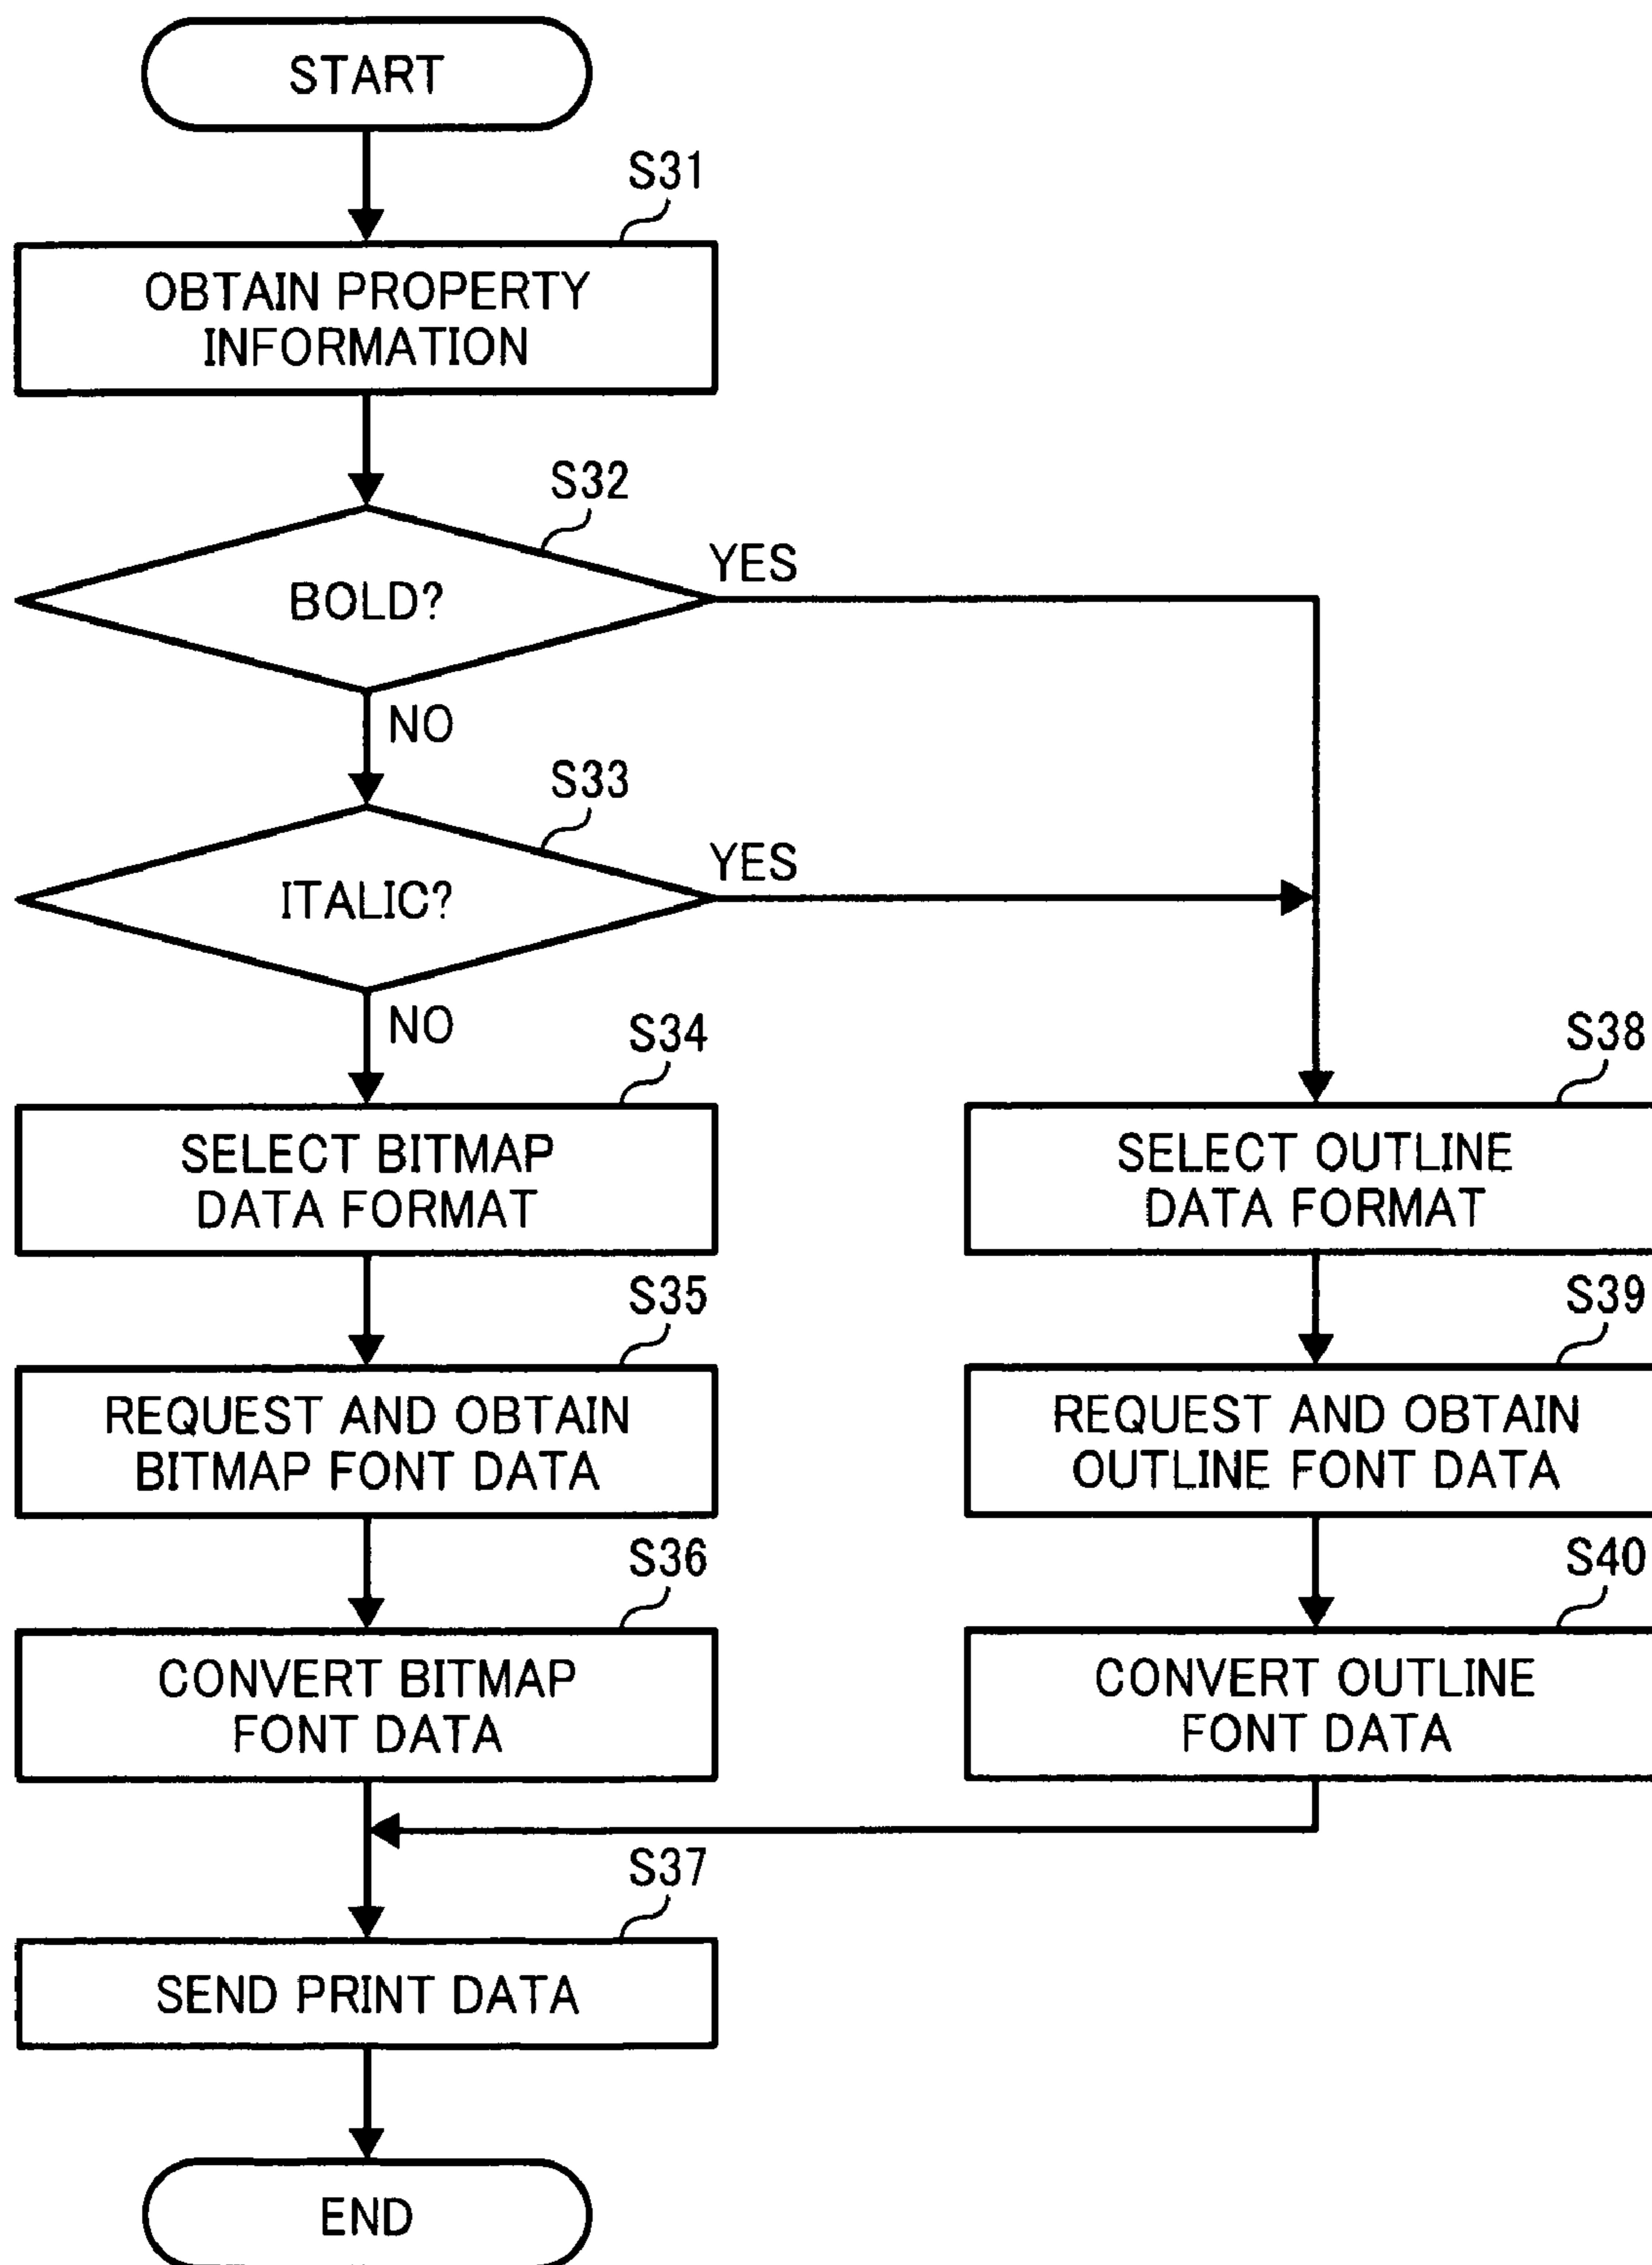 START
S31
OBTAIN PROPERTY
INFORMATION
S32
BOLD?
YES
NO
S33
ITALIC?
YES
NO
S34
SELECT BITMAP
DATA FORMAT
S38
SELECT OUTLINE
DATA FORMAT
S35
REQUEST AND OBTAIN
BITMAP FONT DATA
S39
REQUEST AND OBTAIN
OUTLINE FONT DATA
S36
CONVERT BITMAP
FONT DATA
S40
CONVERT OUTLINE
FONT DATA
S37
SEND PRINT DATA
END